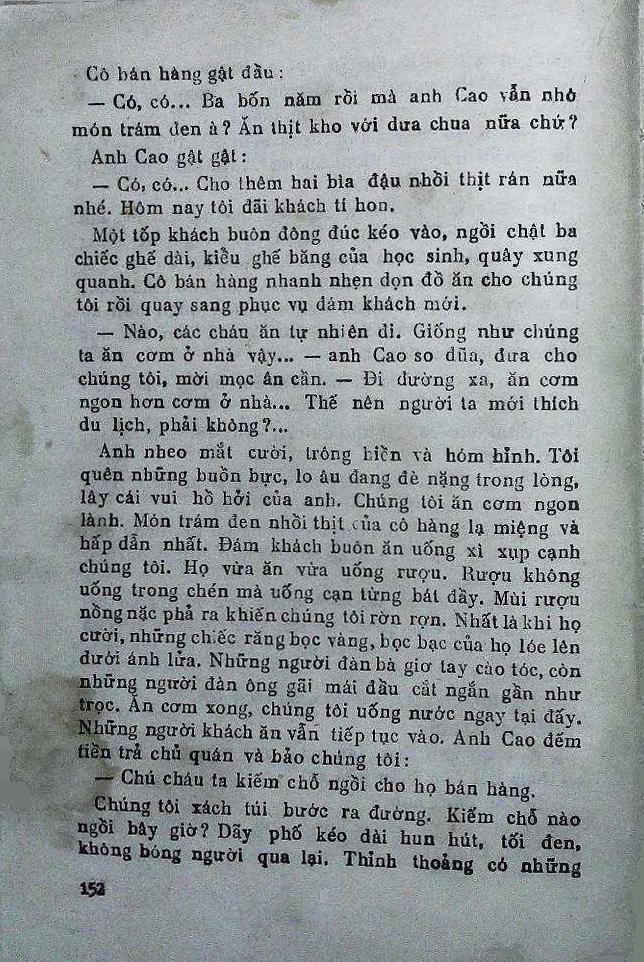 Cô bán hàng gật đầu:
— Có, có... Ba bốn năm rồi mà anh Cao vẫn nhớ
món trám đen à? Ăn thịt kho với dưa chua nữa chứ?
Anh Cao gật gật:
— Có, có... Cho thêm hai bìa đậu nhồi thịt rán nữa
nhé. Hôm nay tôi đãi khách tí hon.
Một tốp khách buôn đông đúc kéo vào, ngồi chật ba
chiếc ghế dài, kiểu ghế băng của học sinh, quây xung
quanh. Cô bán hàng nhanh nhẹn dọn đồ ăn cho chúng
tôi rồi quay sang phục vụ đám khách mới.
— Nào, các cháu ăn tự nhiên đi. Giống như chúng
ta ăn cơm ở nhà vậy... — anh Cao so đũa, đưa cho
chúng tôi, mời mọc ân cần. — Đi đường xa, ăn cơm
ngon hơn cơm ở nhà... Thế nên người ta mới thích
du lịch, phải không?...
Anh nheo mắt cười, trông hiền và hóm hỉnh. Tôi
quên những buồn bực, lo âu đang đè nặng trong lòng,
lây cái vui hồ hởi của anh. Chúng tôi ăn cơm ngon
lành. Món trám đen nhồi thịt của cô hàng lạ miệng và
hấp dẫn nhất. Đám khách buôn ăn uống xì xụp cạnh
chúng tôi. Họ vừa ăn vừa uống rượu. Rượu không
uống trong chén mà uống cạn từng bát đầy. Mùi rượu
nồng nặc phả ra khiến chúng tôi rờn rợn. Nhất là khi họ
cười, những chiếc răng bọc vàng, bọc bạc của họ lóe lên
dưới ánh lửa. Những người đàn bà giơ tay cào tóc, còn
những người đàn ông gãi mái đầu cắt ngắn gần như
trọc. Ăn cơm xong, chúng tôi uống nước ngay tại đấy.
Những người khách ăn vẫn tiếp tục vào. Anh Cao đếm
tiền trả chủ quán và bảo chúng tôi:
— Chú cháu ta kiếm chỗ ngồi cho họ bán hàng.
Chúng tôi xách túi bước ra đường. Kiếm chỗ nào
ngồi bây giờ? Dãy phố kéo dài hun hút, tối đen,
không bóng người qua lại. Thỉnh thoảng có những
152